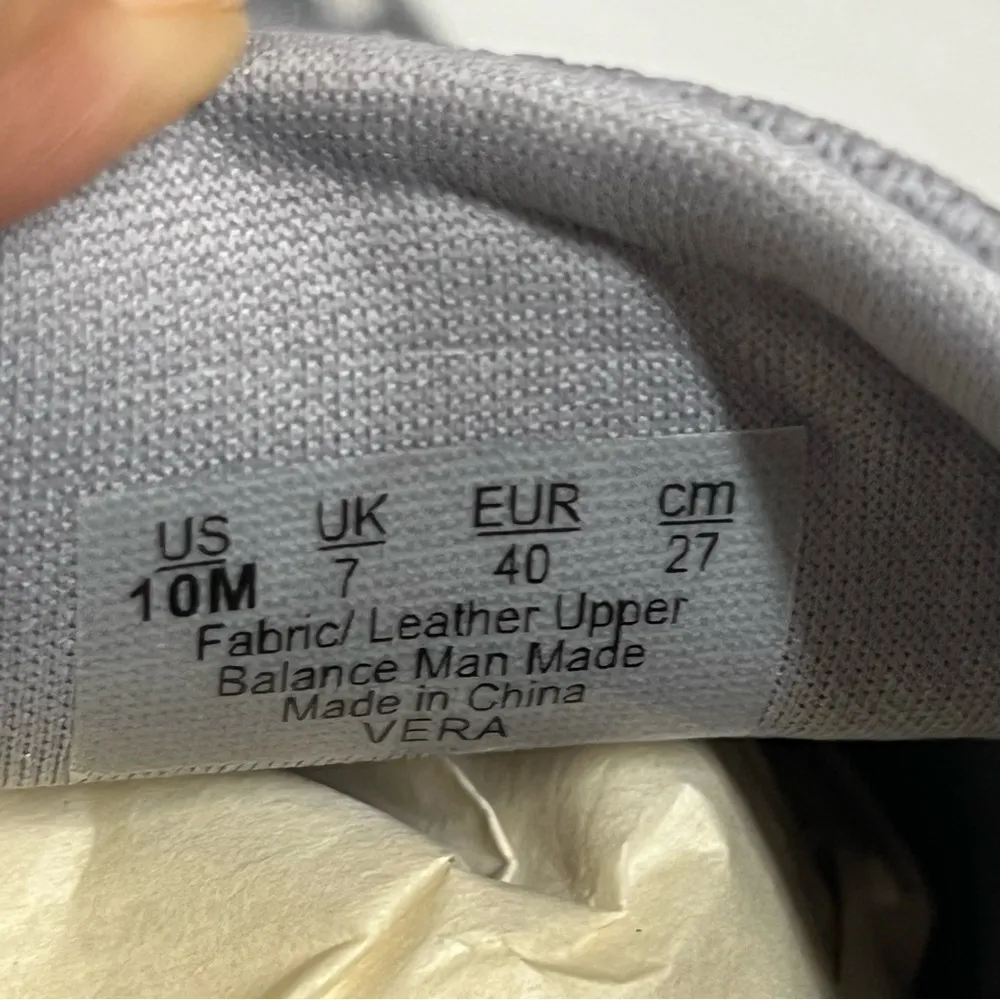 US UK EUR cm
10M 7 40 27
Fabric/ Leather Upper
Balance Man Made
Made in China
VERA